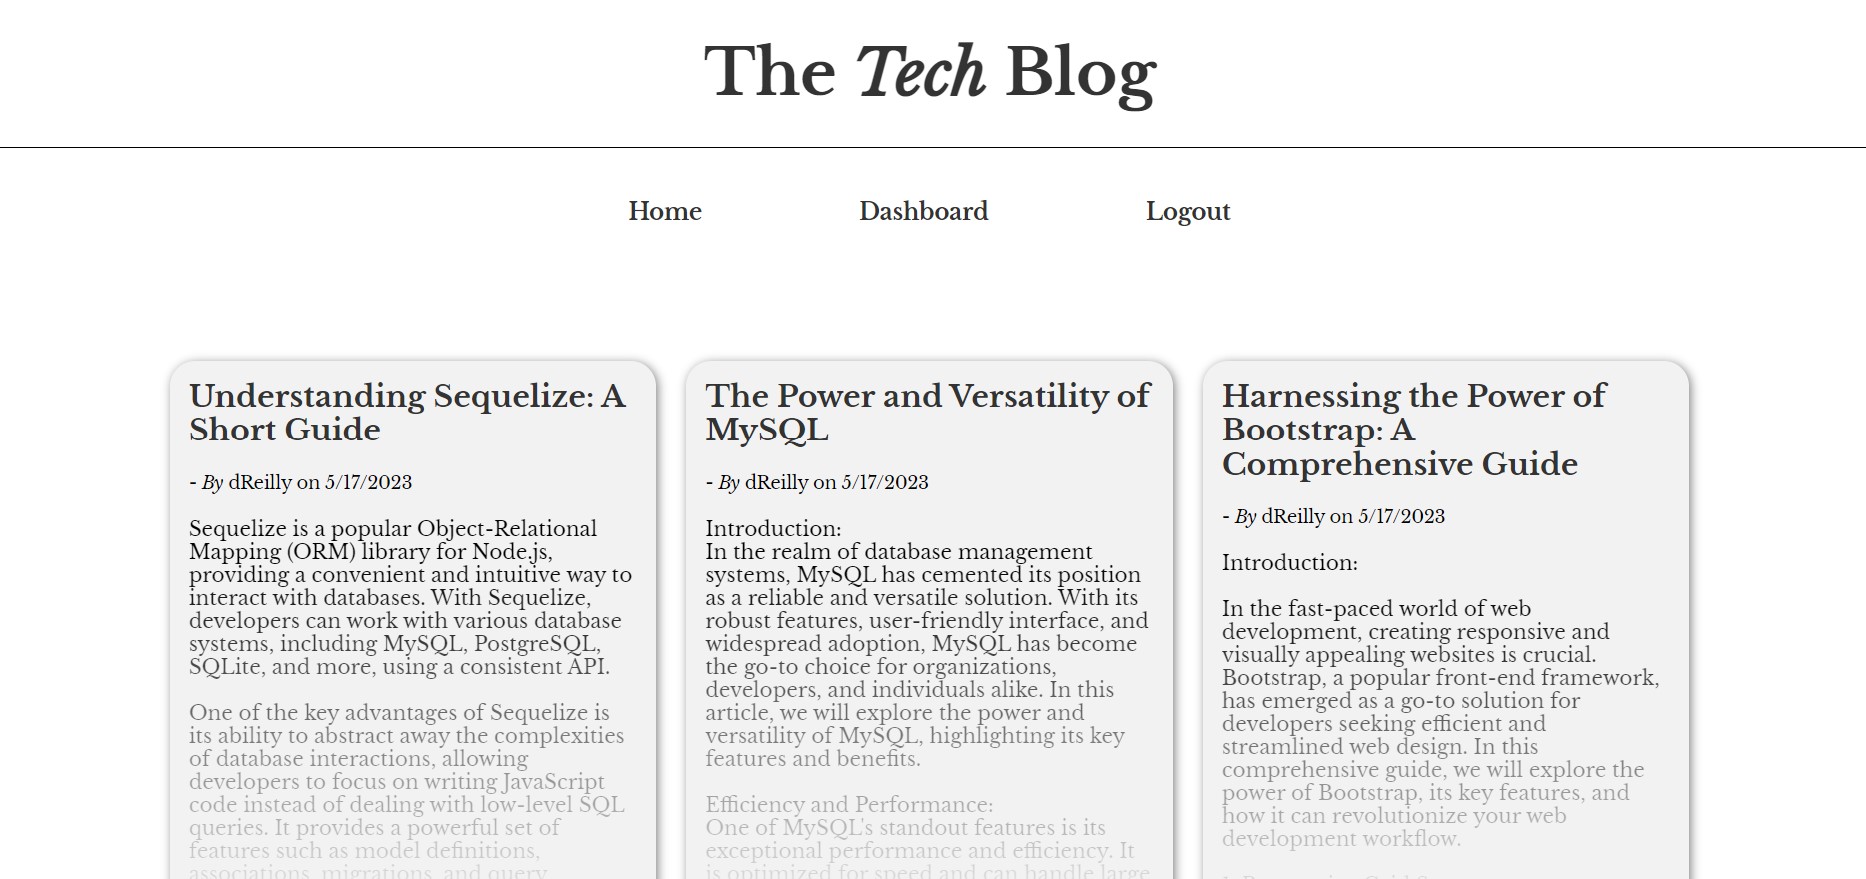 The Tech Blog
Home
Dashboard
Logout
Understanding Sequelize: A
Short Guide
- By dReilly on 5/17/2023
Sequelize is a popular Object-Relational
Mapping (ORM) library for Node.js,
providing a convenient and intuitive way to
interact with databases. With Sequelize,
developers can work with various database
systems, including MySQL, PostgreSQL,
SQLite, and more, using a consistent API.
One of the key advantages of Sequelize is
its ability to abstract away the complexities
of database interactions, allowing
developers to focus on writing JavaScript
code instead of dealing with low-level SQL
queries. It provides a powerful set of
features such as model definitions,
associations, migrations, and query
The Power and Versatility of
MySQL
- By dReilly on 5/17/2023
Introduction:
In the realm of database management
systems, MySQL has cemented its position
as a reliable and versatile solution. With its
robust features, user-friendly interface, and
widespread adoption, MySQL has become
the go-to choice for organizations,
developers, and individuals alike. In this
article, we will explore the power and
versatility of MySQL, highlighting its key
features and benefits.
Efficiency and Performance:
One of MySQL's standout features is its
exceptional performance and efficiency. It
is optimized for speed and can handle large
Harnessing the Power of
Bootstrap: A
Comprehensive Guide
- By dReilly on 5/17/2023
Introduction:
In the fast-paced world of web
development, creating responsive and
visually appealing websites is crucial.
Bootstrap, a popular front-end framework,
has emerged as a go-to solution for
developers seeking efficient and
streamlined web design. In this
comprehensive guide, we will explore the
power of Bootstrap, its key features, and
how it can revolutionize your web
development workflow.